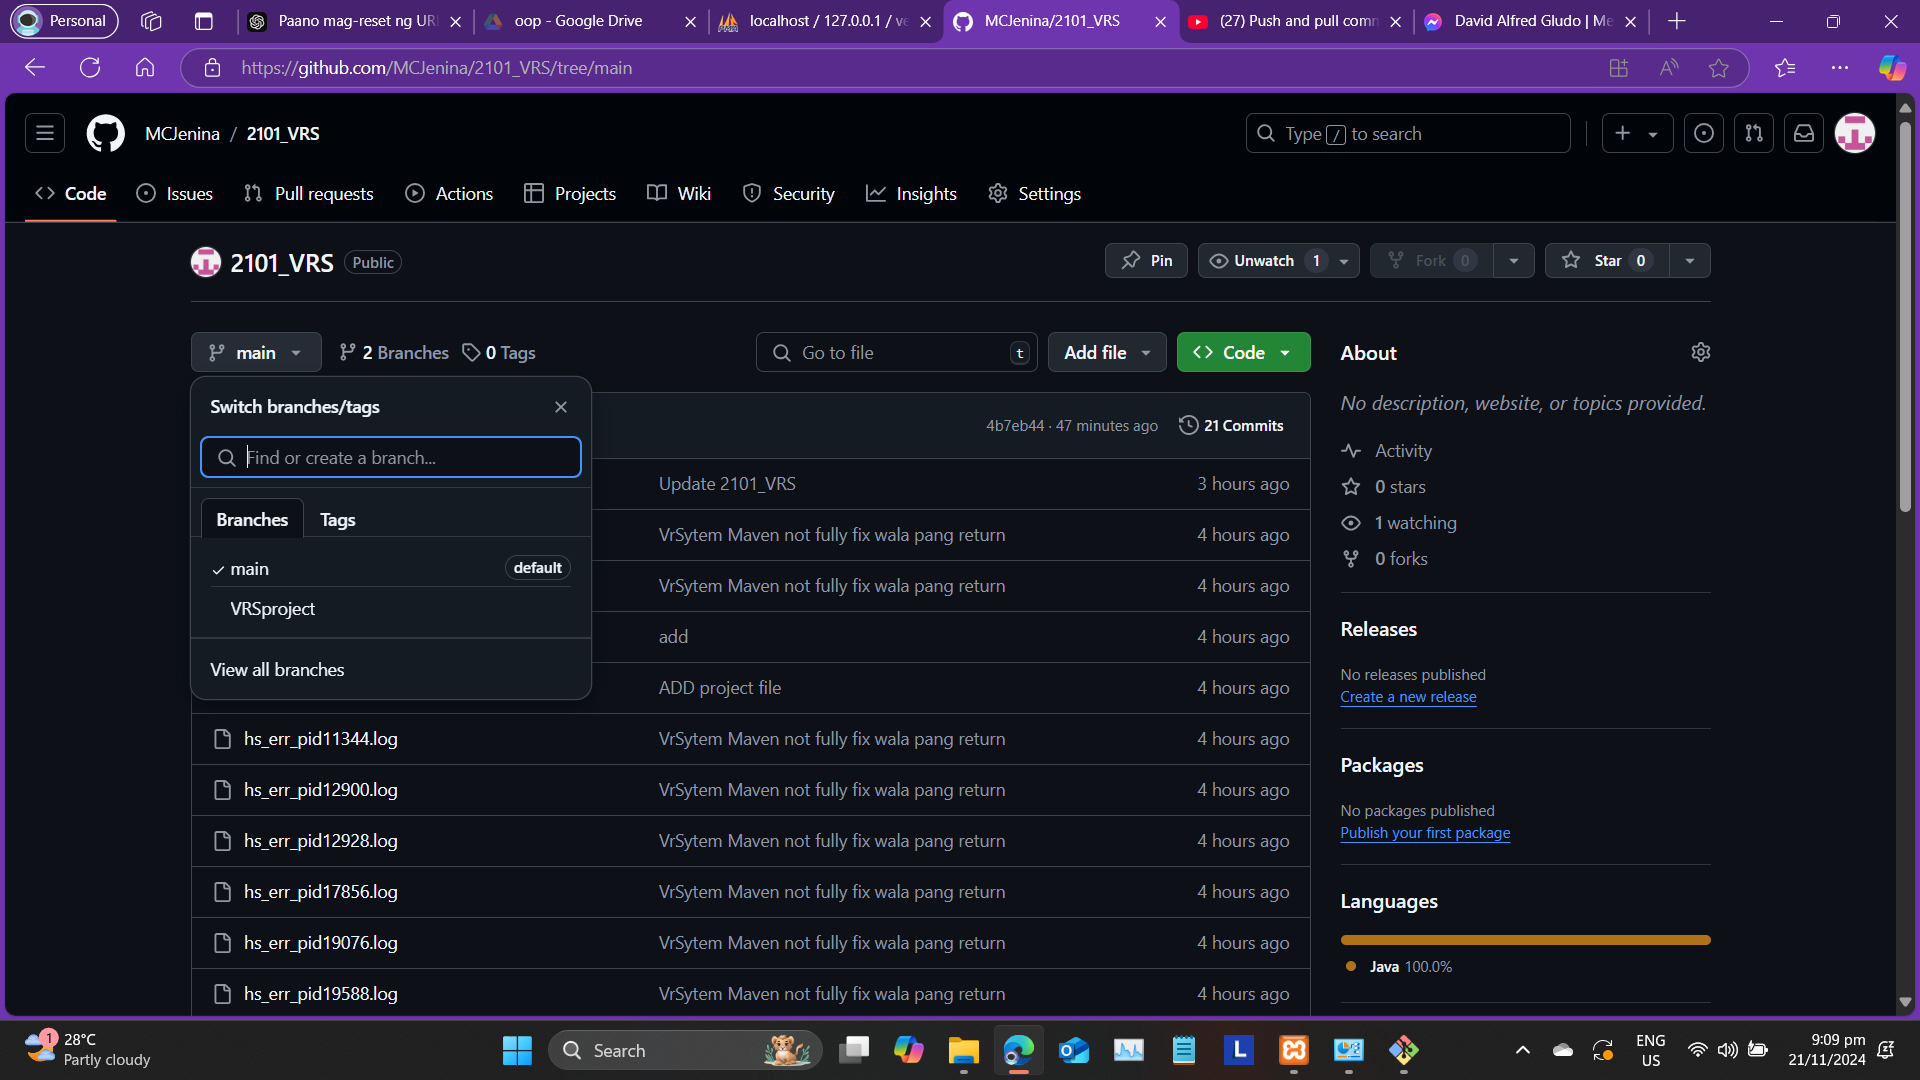 Personal
Paano mag-reset ng URL
oop - Google Drive
localhost / 127.0.0.1 / ve
MCJenina/2101_VRS
(27) Push and pull comm
David Alfred Gludo | Me
https://github.com/MCJenina/2101_VRS/tree/main
MCJenina / 2101_VRS
Type / to search
Code
Issues
Pull requests
Actions
Projects
Wiki
Security
Insights
Settings
2101_VRS Public
Pin
Unwatch 1
Fork 0
Star 0
main
2 Branches
0 Tags
Go to file t
Add file
Code
Switch branches/tags
Find or create a branch...
Branches Tags
main default
VRSproject
View all branches
4b7eb44 · 47 minutes ago
21 Commits
Update 2101_VRS 3 hours ago
VrSytem Maven not fully fix wala pang return 4 hours ago
VrSytem Maven not fully fix wala pang return 4 hours ago
add 4 hours ago
ADD project file 4 hours ago
hs_err_pid11344.log VrSytem Maven not fully fix wala pang return 4 hours ago
hs_err_pid12900.log VrSytem Maven not fully fix wala pang return 4 hours ago
hs_err_pid12928.log VrSytem Maven not fully fix wala pang return 4 hours ago
hs_err_pid17856.log VrSytem Maven not fully fix wala pang return 4 hours ago
hs_err_pid19076.log VrSytem Maven not fully fix wala pang return 4 hours ago
hs_err_pid19588.log VrSytem Maven not fully fix wala pang return 4 hours ago
About
No description, website, or topics provided.
Activity
0 stars
1 watching
0 forks
Releases
No releases published
Create a new release
Packages
No packages published
Publish your first package
Languages
Java 100.0%
1
28°C
Partly cloudy
Search
L
ENG
US
9:09 pm
21/11/2024